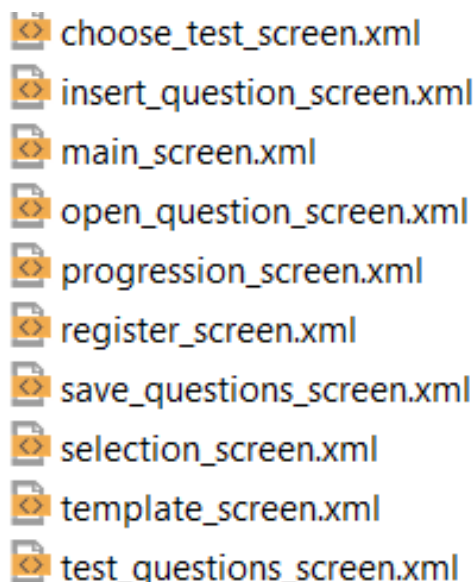 choose_test_screen.xml
insert_question_screen.xml
main_screen.xml
open_question_screen.xml
progression_screen.xml
register_screen.xml
save_questions_screen.xml
selection_screen.xml
template_screen.xml
test_questions_screen.xml